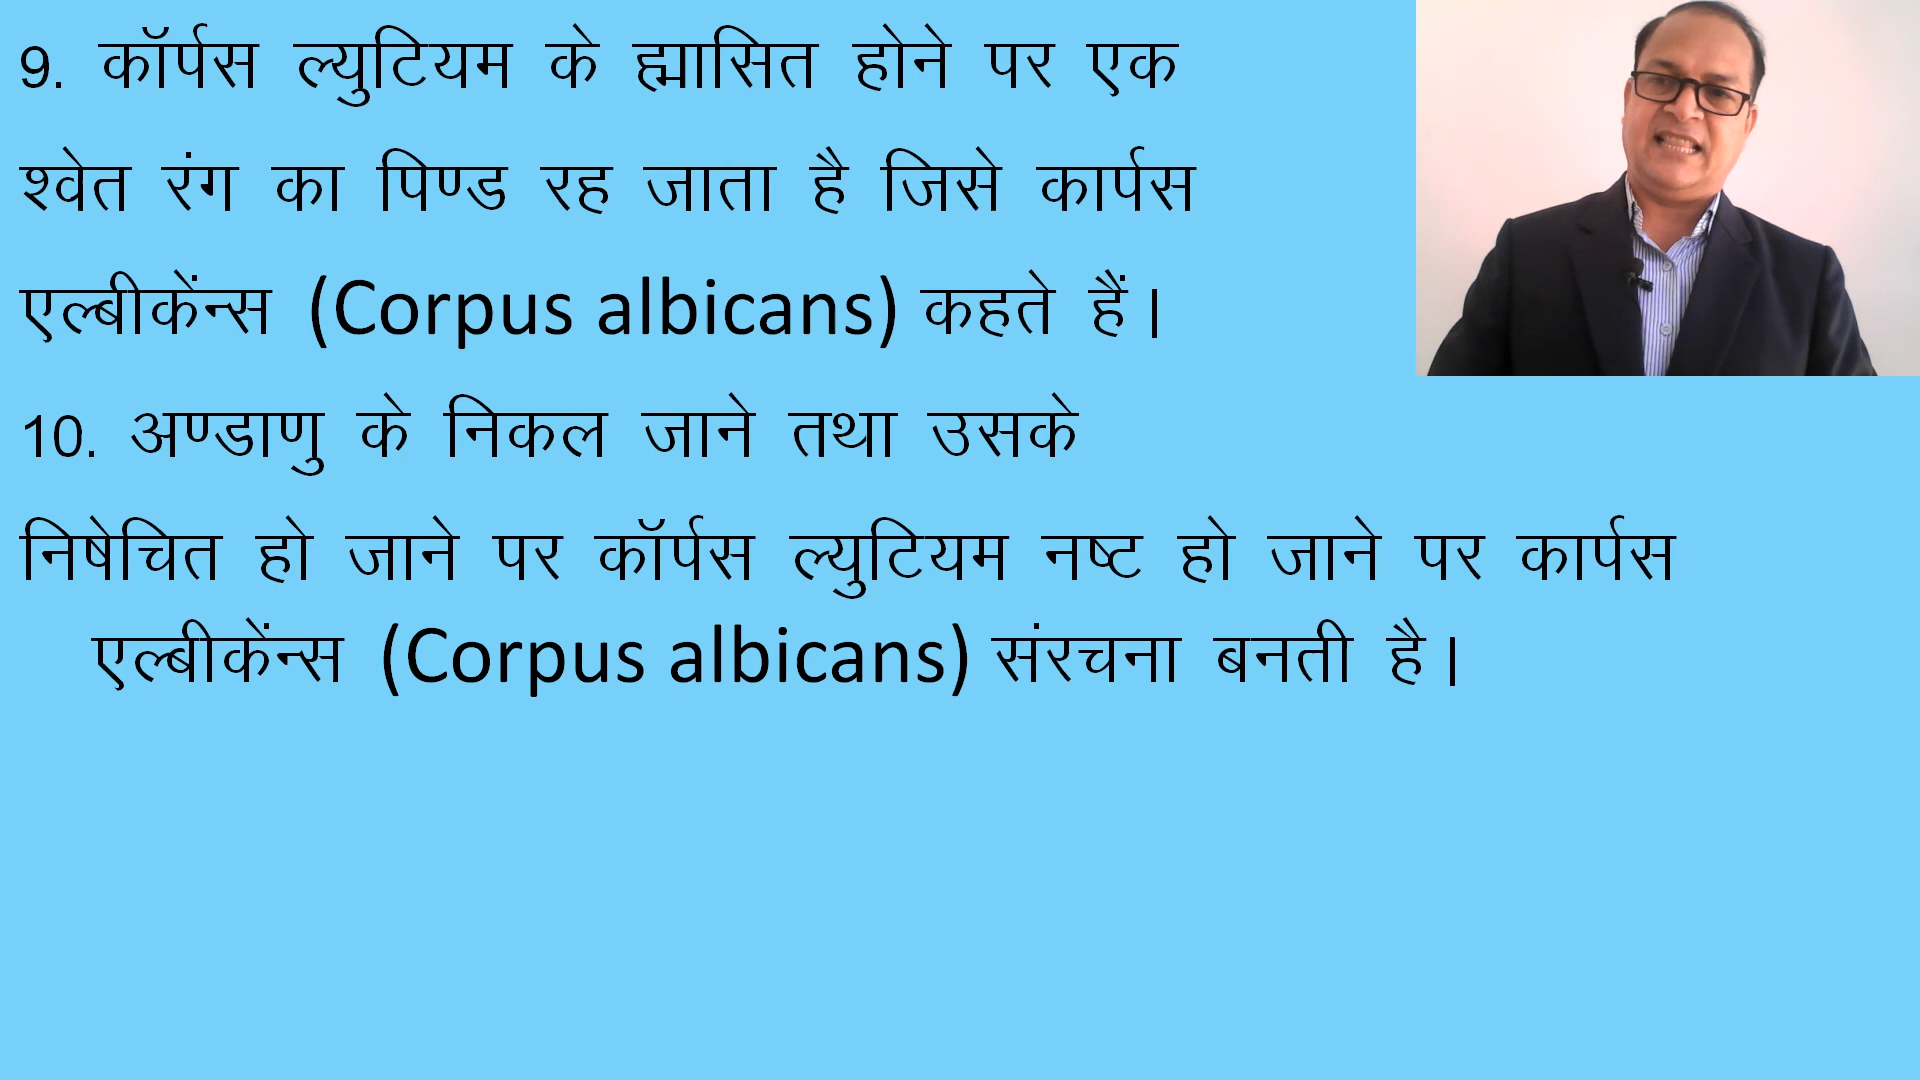 9. कॉर्पस ल्युटियम के ह्मासित होने पर एक
श्वेत रंग का पिण्ड रह जाता है जिसे कार्पस
एल्बीकेंन्स (Corpus albicans) कहते हैं।
10. अण्डाणु के निकल जाने तथा उसके
निषेचित हो जाने पर कॉर्पस ल्युटियम नष्ट हो जाने पर कार्पस
एल्बीकेंन्स (Corpus albicans) संरचना बनती है।